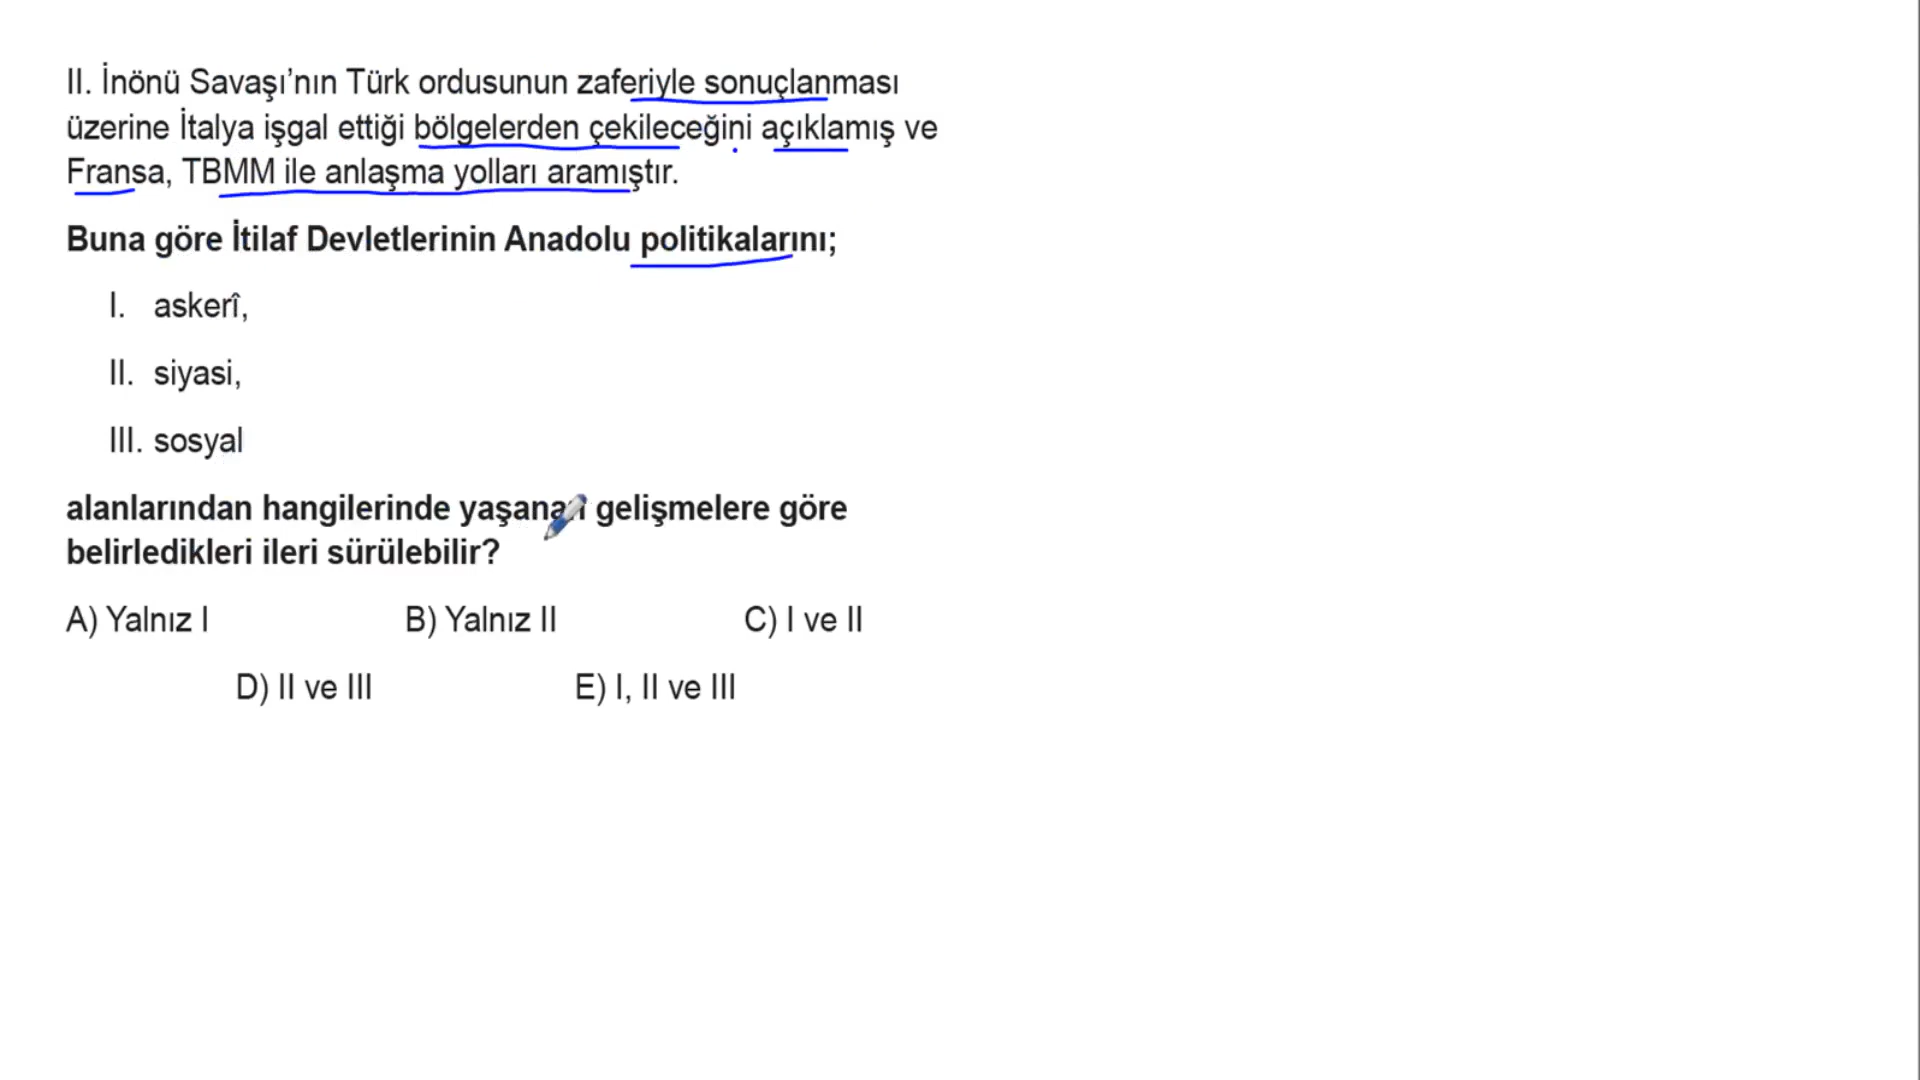 II. İnönü Savaşı’nın Türk ordusunun zaferiyle sonuçlanması
üzerine İtalya işgal ettiği bölgelerden çekileceğini açıklamış ve
Fransa, TBMM ile anlaşma yolları aramıştır.
Buna göre İtilaf Devletlerinin Anadolu politikalarını;
I. askerî,
II. siyasi,
III. sosyal
alanlarından hangilerinde yaşanan gelişmelere göre
belirledikleri ileri sürülebilir?
A) Yalnız I B) Yalnız II C) I ve II
D) II ve III E) I, II ve III